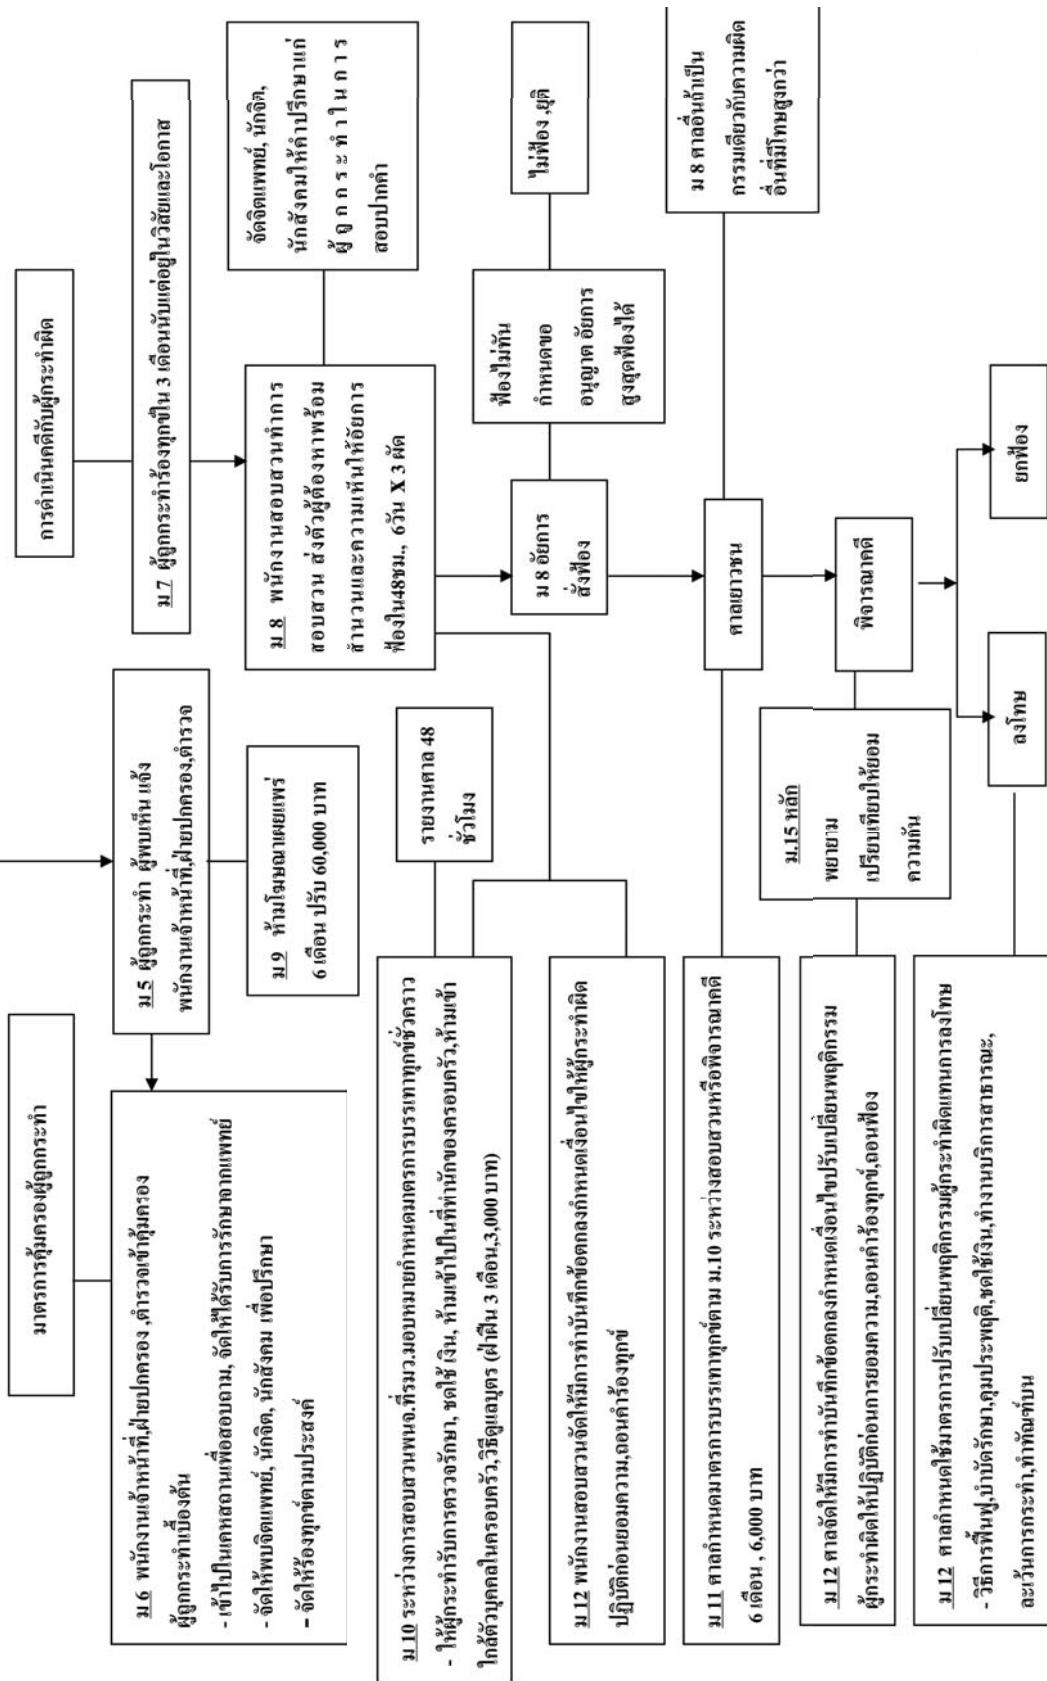 มาตรการคุ้มครองผู้ถูกกระทำ
การดำเนินคดีกับผู้กระทำผิด
ม 5 ผู้ถูกกระทำ ผู้พบเห็น แจ้ง
พนักงานเจ้าหน้าที่,ฝ่ายปกครอง,ตำรวจ
ม 7 ผู้ถูกกระทำร้องทุกข์ใน 3 เดือนนับแต่อยู่ในวิสัยและโอกาส
ม 6 พนักงานเจ้าหน้าที่,ฝ่ายปกครอง ,ตำรวจเข้าคุ้มครอง
ผู้ถูกกระทำเบื้องต้น
- เข้าไปในเคหสถานเพื่อสอบถาม, จัดให้ได้รับการรักษาจากแพทย์
- จัดให้พบจิตแพทย์, นักจิต, นักสังคม เพื่อปรึกษา
- จัดให้ร้องทุกข์ตามประสงค์
ม 9 ห้ามโฆษณาเผยแพร่
6 เดือน ปรับ 60,000 บาท
ม 8 พนักงานสอบสวนทำการ
สอบสวน ส่งตัวผู้ต้องหาพร้อม
สำนวนและความเห็นให้อัยการ
ฟ้องใน48ชม., 6วัน X 3 ผัด
จัดจิตแพทย์, นักจิต,
นักสังคมให้คำปรึกษาแก่
ผู้ ถู ก ก ร ะ ทำ ใ น ก า ร
สอบปากคำ
รายงานศาล 48
ชั่วโมง
ม 10 ระหว่างการสอบสวนพนจ.ที่รมว.มอบหมายกำหนดมาตรการบรรเทาทุกข์ชั่วคราว
- ให้ผู้กระทำรับการตรวจรักษา, ชดใช้ เงิน, ห้ามเข้าไปในที่พำนักของครอบครัว,ห้ามเข้า
ใกล้ตัวบุคคลในครอบครัว,วิธีดูแลบุตร (ฝ่าฝืน 3 เดือน,3,000 บาท)
ม 8 อัยการ
สั่งฟ้อง
ฟ้องไม่ทัน
กำหนดขอ
อนุญาต อัยการ
สูงสุดฟ้องได้
ไม่ฟ้อง ,ยุติ
ม 12 พนักงานสอบสวนจัดให้มีการทำบันทึกข้อตกลงกำหนดเงื่อนไขให้ผู้กระทำผิด
ปฏิบัติก่อนยอมความ,ถอนคำร้องทุกข์
ม 11 ศาลกำหนดมาตรการบรรเทาทุกข์ตาม ม.10 ระหว่างสอบสวนหรือพิจารณาคดี
6 เดือน , 6,000 บาท
ศาลเยาวชน
ม 8 ศาลอื่นถ้าเป็น
กรรมเดียวกับความผิด
อื่นที่มีโทษสูงกว่า
ม 12 ศาลจัดให้มีการทำบันทึกข้อตกลงกำหนดเงื่อนไขปรับเปลี่ยนพฤติกรรม
ผู้กระทำผิดให้ปฏิบัติก่อนการยอมความ,ถอนคำร้องทุกข์,ถอนฟ้อง
ม.15 หลัก
พยายาม
เปรียบเทียบให้ยอม
ความกัน
พิจารณาคดี
ม 12 ศาลกำหนดใช้มาตรการปรับเปลี่ยนพฤติกรรมผู้กระทำผิดแทนการลงโทษ
- วิธีการฟื้นฟู,บำบัดรักษา,คุมประพฤติ,ชดใช้เงิน,ทำงานบริการสาธารณะ,
ละเว้นการกระทำ,ทำทัณฑ์บน
ลงโทษ
ยกฟ้อง